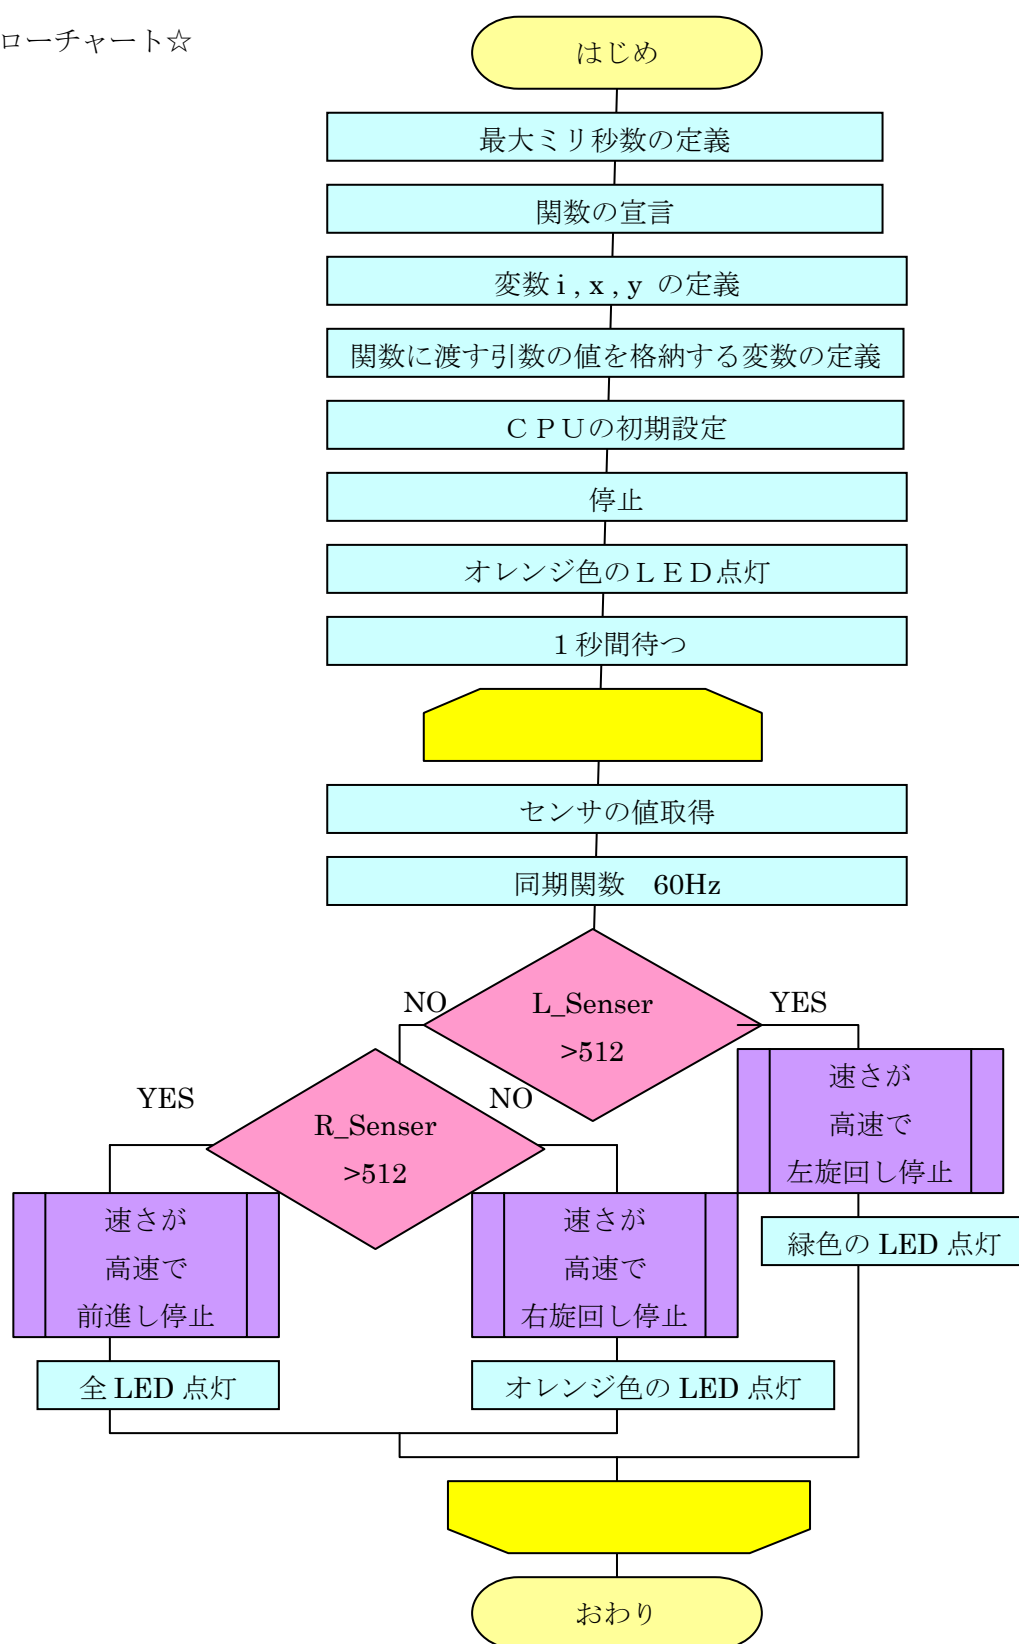 ローチャート☆
はじめ
最大ミリ秒数の定義
関数の宣言
変数 i , x , y の定義
関数に渡す引数の値を格納する変数の定義
ＣＰＵの初期設定
停止
オレンジ色のＬＥＤ点灯
１秒間待つ
センサの値取得
同期関数　60Hz
NO
L_Senser
>512
YES
YES
R_Senser
>512
NO
速さが
高速で
左旋回し停止
緑色の LED 点灯
速さが
高速で
前進し停止
全 LED 点灯
速さが
高速で
右旋回し停止
オレンジ色の LED 点灯
おわり